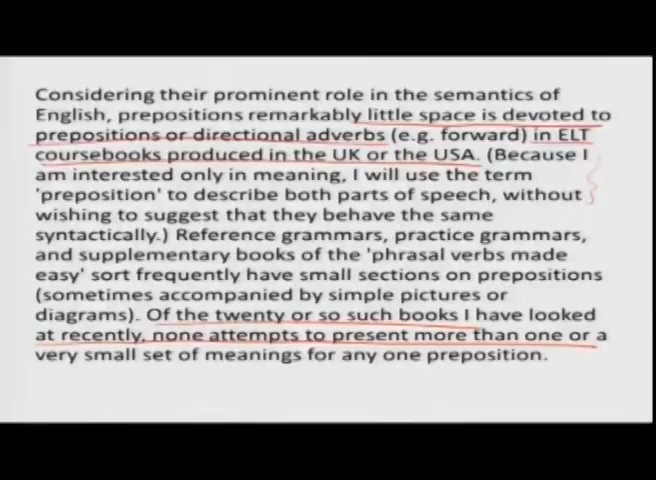 Considering their prominent role in the semantics of
English, prepositions remarkably little space is devoted to
prepositions or directional adverbs (e.g. forward) in ELT
coursebooks produced in the UK or the USA. (Because I
am interested only in meaning, I will use the term
'preposition' to describe both parts of speech, without
wishing to suggest that they behave the same
syntactically.) Reference grammars, practice grammars,
and supplementary books of the 'phrasal verbs made
easy' sort frequently have small sections on prepositions
(sometimes accompanied by simple pictures or
diagrams). Of the twenty or so such books I have looked
at recently, none attempts to present more than one or a
very small set of meanings for any one preposition.